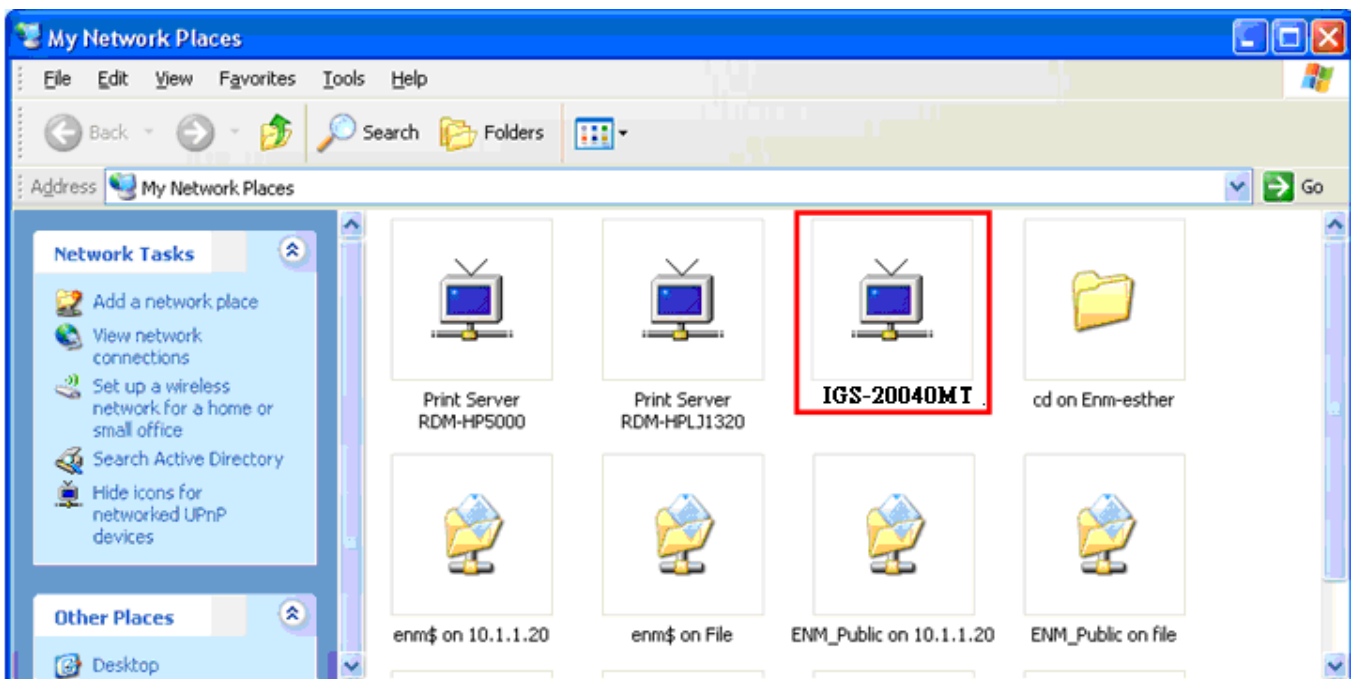 My Network Places
File Edit View Favorites Tools Help
Back Search Folders
Address My Network Places Go
Network Tasks
Add a network place
View network
connections
Set up a wireless
network for a home or
small office
Search Active Directory
Hide icons for
networked UPnP
devices
Other Places
Desktop
Print Server
RDM-HP5000
Print Server
RDM-HPLJ1320
IGS-20040MT .
cd on Enm-esther
enm$ on 10.1.1.20
enm$ on File
ENM_Public on 10.1.1.20
ENM_Public on file